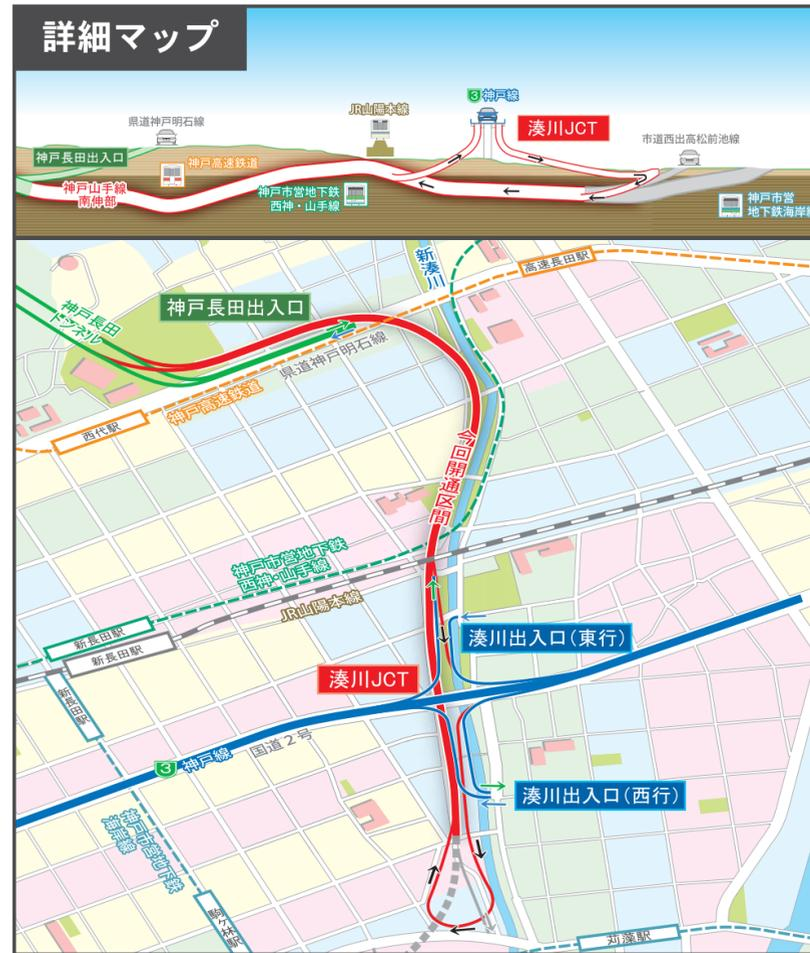 詳細マップ
県道神戸明石線
JR山陽本線
3 神戸線
湊川JCT
市道西出高松前池線
神戸長田出入口
神戸高速鉄道
神戸山手線
南伸部
神戸市営地下鉄
西神・山手線
神戸市営
地下鉄海岸線
新湊川
高速長田駅
神戸長田
トンネル
神戸長田出入口
県道神戸明石線
神戸高速鉄道
西代駅
今回開通区間
神戸市営地下鉄
西神・山手線
JR山陽本線
新長田駅
新長田駅
新長田駅
湊川出入口(東行)
湊川JCT
国道2号
3 神戸線
湊川出入口(西行)
神戸市営地下鉄
海岸線
駒ヶ林駅
苅藻駅